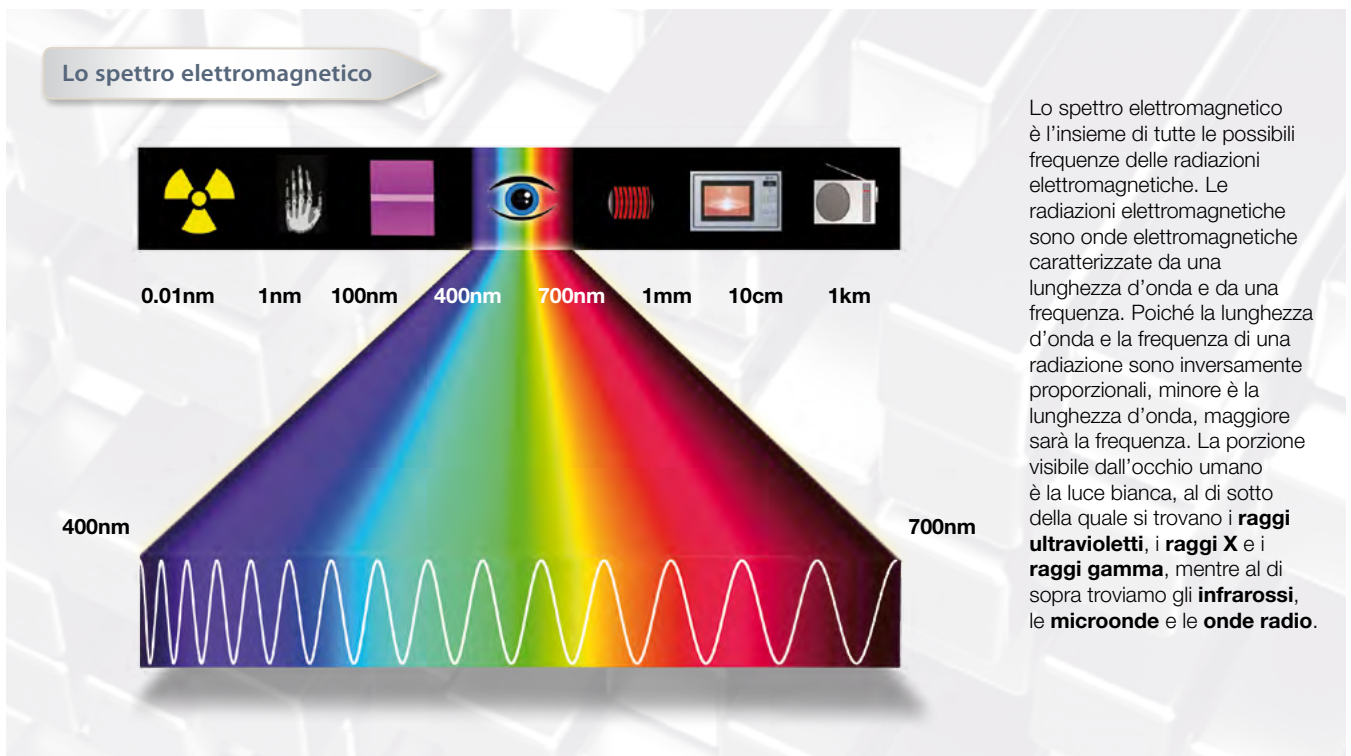 Lo spettro elettromagnetico
0.01nm 1nm 100nm 400nm 700nm 1mm 10cm 1km
400nm 700nm
Lo spettro elettromagnetico
è l’insieme di tutte le possibili
frequenze delle radiazioni
elettromagnetiche. Le
radiazioni elettromagnetiche
sono onde elettromagnetiche
caratterizzate da una
lunghezza d’onda e da una
frequenza. Poiché la lunghezza
d’onda e la frequenza di una
radiazione sono inversamente
proporzionali, minore è la
lunghezza d’onda, maggiore
sarà la frequenza. La porzione
visibile dall’occhio umano
è la luce bianca, al di sotto
della quale si trovano i raggi
ultravioletti, i raggi X e i
raggi gamma, mentre al di
sopra troviamo gli infrarossi,
le microonde e le onde radio.